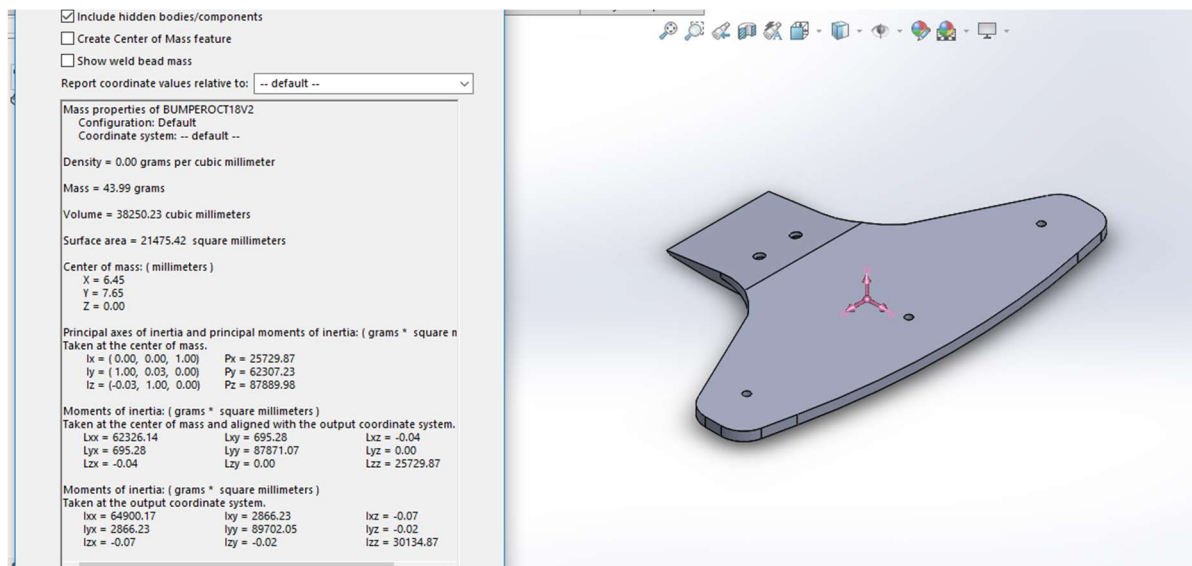 Include hidden bodies/components
Create Center of Mass feature
Show weld bead mass
Report coordinate values relative to: -- default --
Mass properties of BUMPEROCT18V2
Configuration: Default
Coordinate system: -- default --
Density = 0.00 grams per cubic millimeter
Mass = 43.99 grams
Volume = 38250.23 cubic millimeters
Surface area = 21475.42 square millimeters
Center of mass: ( millimeters )
X = 6.45
Y = 7.65
Z = 0.00
Principal axes of inertia and principal moments of inertia: ( grams * square m
Taken at the center of mass.
Ix = ( 0.00, 0.00, 1.00) Px = 25729.87
Iy = ( 1.00, 0.03, 0.00) Py = 62307.23
Iz = (-0.03, 1.00, 0.00) Pz = 87889.98
Moments of inertia: ( grams * square millimeters )
Taken at the center of mass and aligned with the output coordinate system.
Lxx = 62326.14 Lxy = 695.28 Lxz = -0.04
Lyx = 695.28 Lyy = 87871.07 Lyz = 0.00
Lzx = -0.04 Lzy = 0.00 Lzz = 25729.87
Moments of inertia: ( grams * square millimeters )
Taken at the output coordinate system.
Ixx = 64900.17 Ixy = 2866.23 Ixz = -0.07
Iyx = 2866.23 Iyy = 89702.05 Iyz = -0.02
Izx = -0.07 Izy = -0.02 Izz = 30134.87